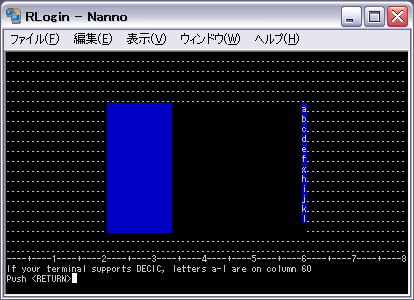 RLogin - Nanno
ファイル(F) 編集(E) 表示(V) ウィンドウ(W) ヘルプ(H)
a
b
c
d
e
f
g
h
i
j
k
l
----+----1----+----2----+----3----+----4----+----5----+----6----+----7----+----8
If your terminal supports DECIC, letters a-l are on column 60
Push <RETURN>